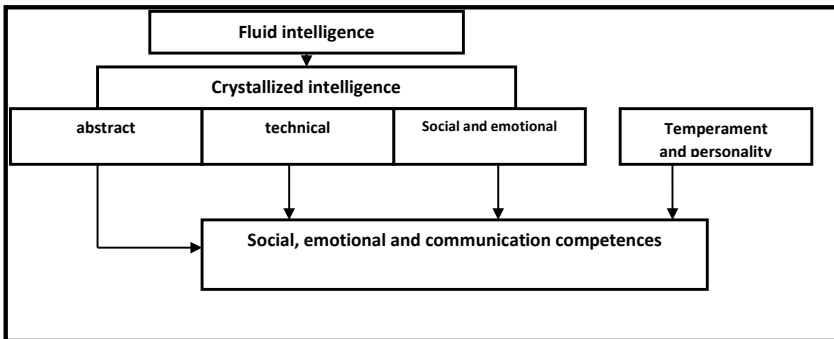 Fluid intelligence
Crystallized intelligence
abstract
technical
Social and emotional
Temperament
and personality
Social, emotional and communication competences